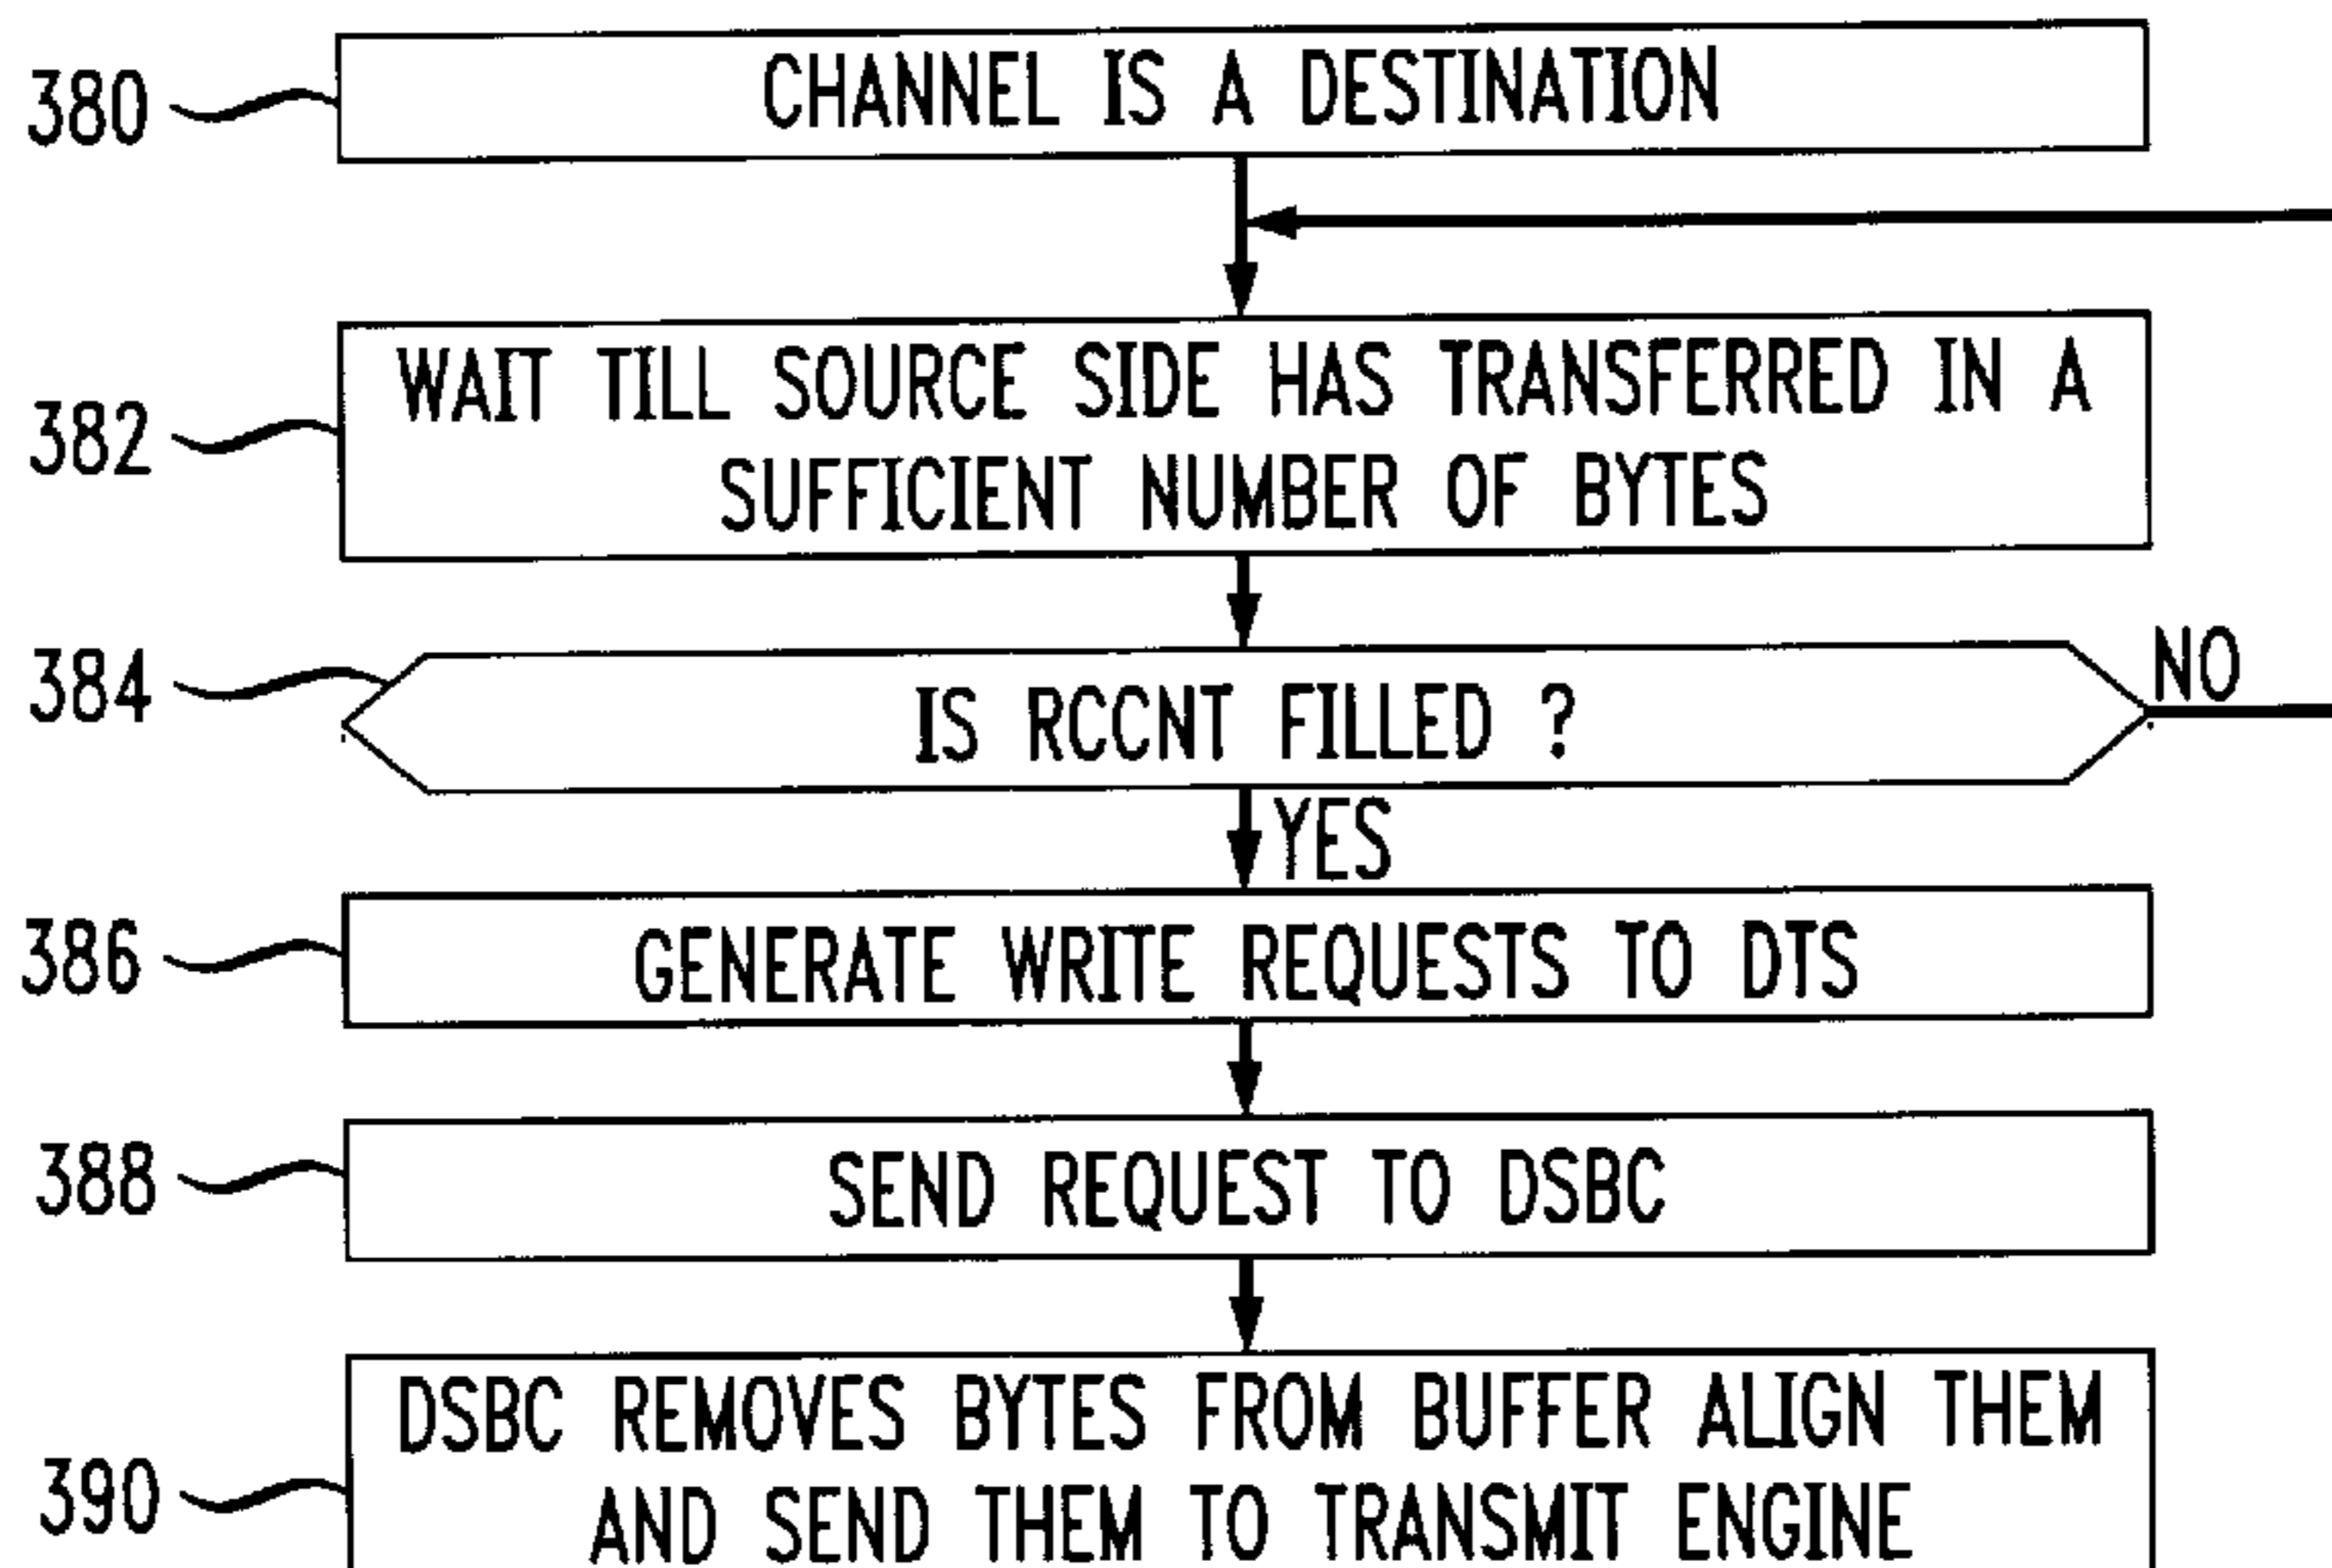 380
CHANNEL IS A DESTINATION
382
WAIT TILL SOURCE SIDE HAS TRANSFERRED IN A
SUFFICIENT NUMBER OF BYTES
384
IS RCCNT FILLED ?
NO
YES
386
GENERATE WRITE REQUESTS TO DTS
388
SEND REQUEST TO DSBC
390
DSBC REMOVES BYTES FROM BUFFER ALIGN THEM
AND SEND THEM TO TRANSMIT ENGINE